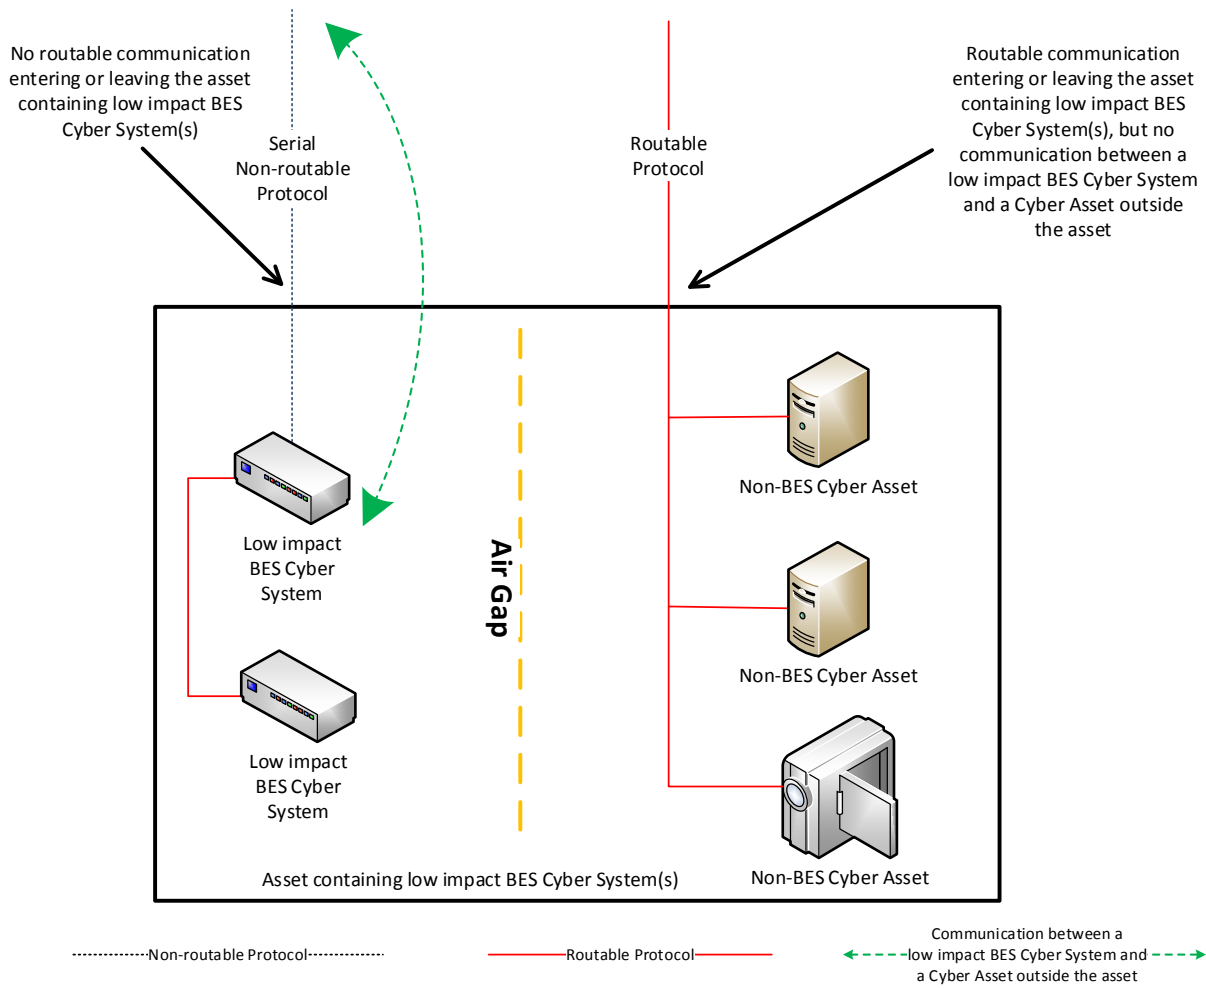 No routable communication
entering or leaving the asset
containing low impact BES
Cyber System(s)
Serial
Non-routable
Protocol
Routable
Protocol
Routable communication
entering or leaving the asset
containing low impact BES
Cyber System(s), but no
communication between a
low impact BES Cyber System
and a Cyber Asset outside
the asset
Low impact
BES Cyber
System
Low impact
BES Cyber
System
Air Gap
Non-BES Cyber Asset
Non-BES Cyber Asset
Non-BES Cyber Asset
Asset containing low impact BES Cyber System(s)
Non-routable Protocol
Routable Protocol
Communication between a
low impact BES Cyber System and
a Cyber Asset outside the asset